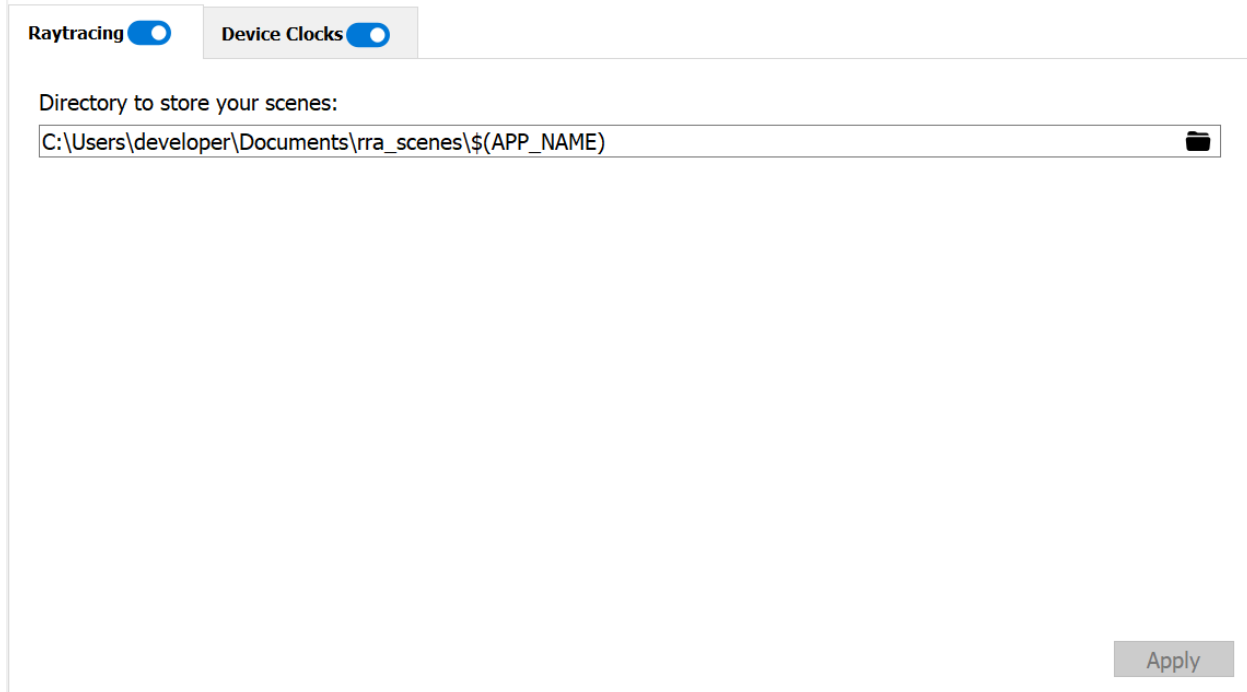 Raytracing
Device Clocks
Directory to store your scenes:
C:\Users\developer\Documents\rra_scenes\$(APP_NAME)
Apply